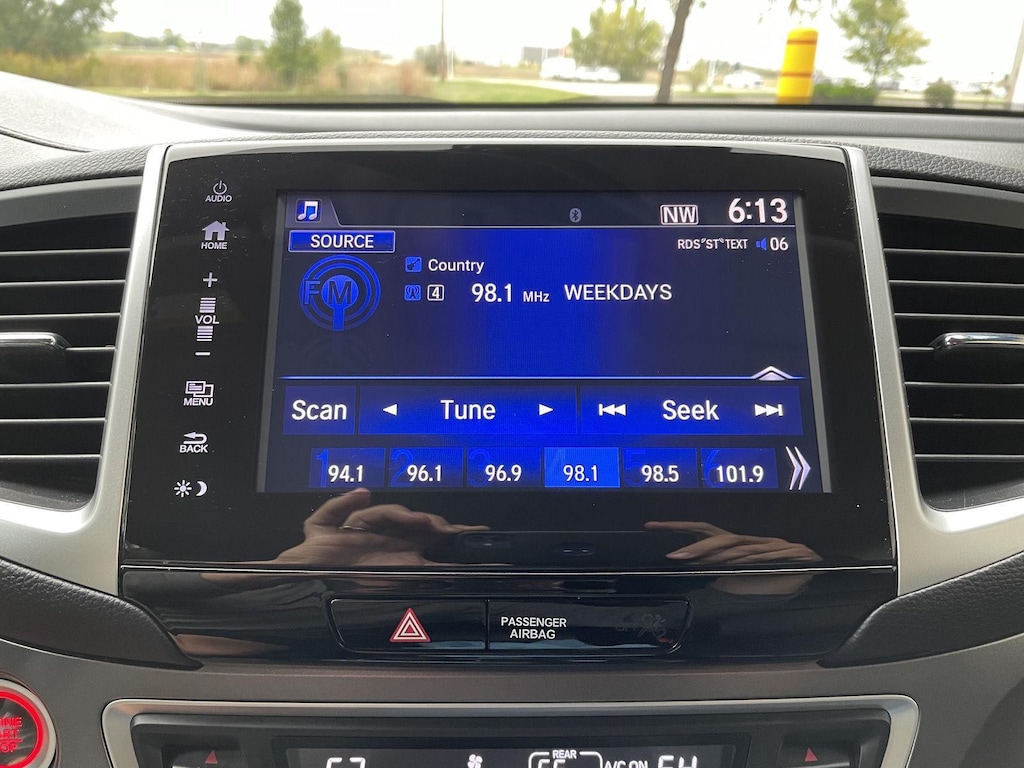 AUDIO
HOME
+
VOL
−
MENU
BACK
NW 6:13
SOURCE
RDS ST TEXT 06
FM
Country
4 98.1 MHz WEEKDAYS
Scan Tune Seek
1 94.1 2 96.1 3 96.9 4 98.1 5 98.5 6 101.9
PASSENGER
AIRBAG
REAR
A/C ON